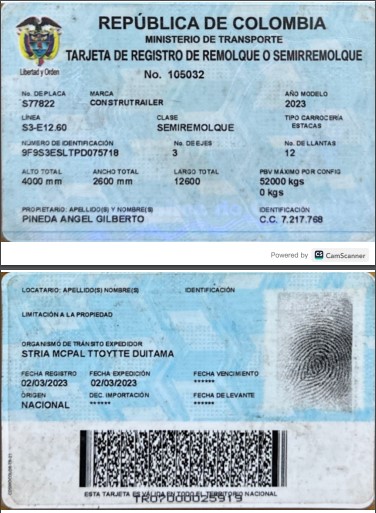 REPÚBLICA DE COLOMBIA
MINISTERIO DE TRANSPORTE
TARJETA DE REGISTRO DE REMOLQUE O SEMIRREMOLQUE
Libertad y Orden
No. 105032
No. DE PLACA MARCA AÑO MODELO
S77822 CONSTRUTRAILER 2023
LÍNEA CLASE TIPO CARROCERÍA
S3-E12.60 SEMIREMOLQUE ESTACAS
NÚMERO DE IDENTIFICACIÓN No. DE EJES No. DE LLANTAS
9F9S3ESLTPD075718 3 12
ALTO TOTAL ANCHO TOTAL LARGO TOTAL PBV MÁXIMO POR CONFIG
4000 mm 2600 mm 12600 52000 kgs
0 kgs
PROPIETARIO: APELLIDO(S) Y NOMBRE(S) IDENTIFICACIÓN
PINEDA ANGEL GILBERTO C.C. 7.217.768
Powered by CS CamScanner
LOCATARIO: APELLIDO(S) NOMBRE(S) IDENTIFICACIÓN
LIMITACIÓN A LA PROPIEDAD
ORGANISMO DE TRÁNSITO EXPEDIDOR
STRIA MCPAL TTOYTTE DUITAMA
FECHA REGISTRO FECHA EXPEDICIÓN FECHA VENCIMIENTO
02/03/2023 02/03/2023 ******
ORIGEN DEC. IMPORTACIÓN FECHA DE LEVANTE
NACIONAL ****** ******
ESTA TARJETA ES VÁLIDA EN TODO EL TERRITORIO NACIONAL
TR07000025919